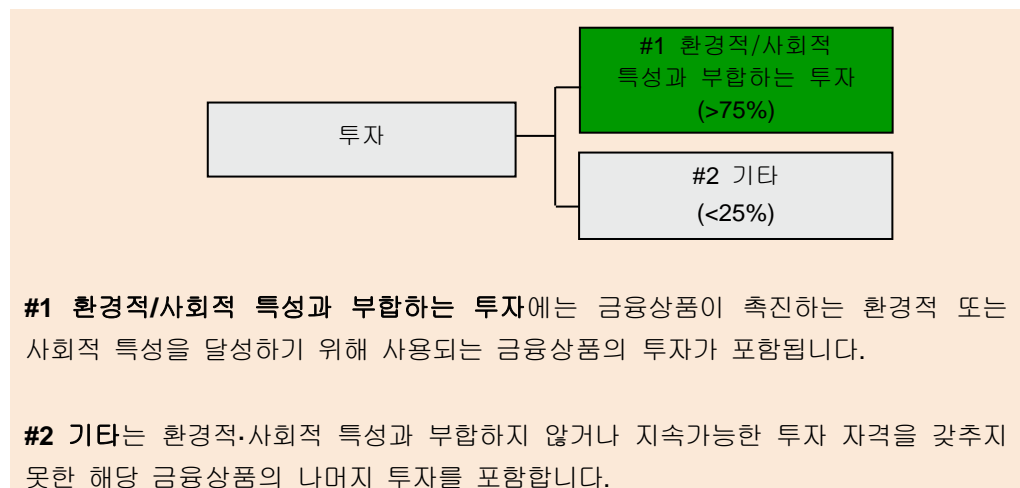 #1 환경적/사회적
특성과 부합하는 투자
(>75%)
투자
#2 기타
(<25%)
#1 환경적/사회적 특성과 부합하는 투자에는 금융상품이 촉진하는 환경적 또는
사회적 특성을 달성하기 위해 사용되는 금융상품의 투자가 포함됩니다.
#2 기타는 환경적·사회적 특성과 부합하지 않거나 지속가능한 투자 자격을 갖추지
못한 해당 금융상품의 나머지 투자를 포함합니다.